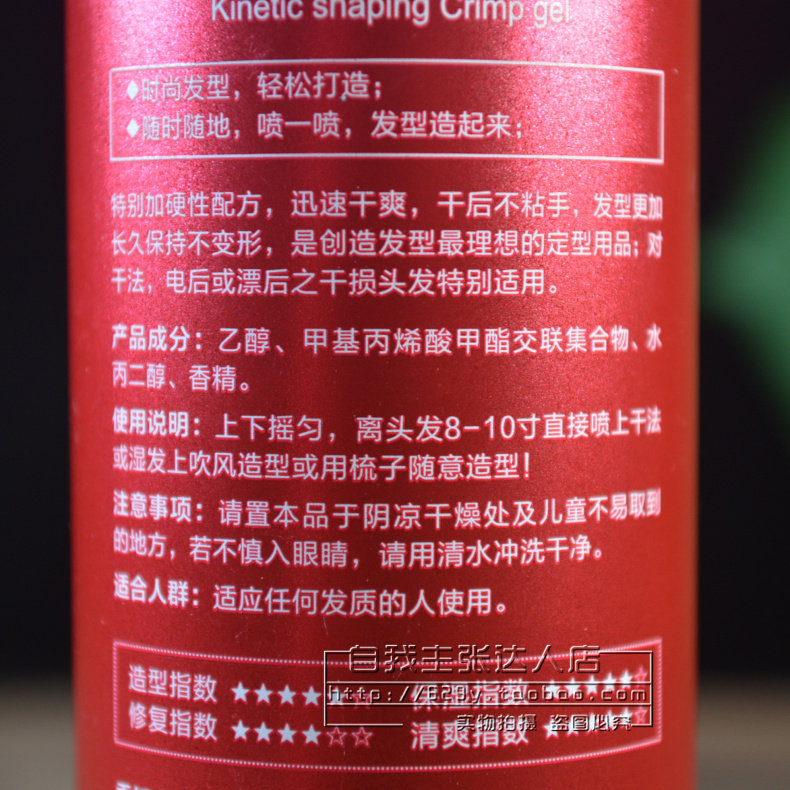 Kinetic shaping Crimp gel
◆时尚发型，轻松打造；
◆随时随地，喷一喷，发型造起来；
特别加硬性配方，迅速干爽，干后不粘手，发型更加
长久保持不变形，是创造发型最理想的定型用品；对
干法，电后或漂后之干损头发特别适用。
产品成分：乙醇、甲基丙烯酸甲酯交联集合物、水
丙二醇、香精。
使用说明：上下摇匀，离头发8-10寸直接喷上干法
或湿发上吹风造型或用梳子随意造型！
注意事项：请置本品于阴凉干燥处及儿童不易取到
的地方，若不慎入眼睛，请用清水冲洗干净。
适合人群：适应任何发质的人使用。
自我主张达人店
造型指数 ★★★★★☆ 保湿指数 ★★★★★☆
http://629y.taobao.com
实物拍摄 盗图必究
修复指数 ★★★★☆☆ 清爽指数 ★★★★★☆